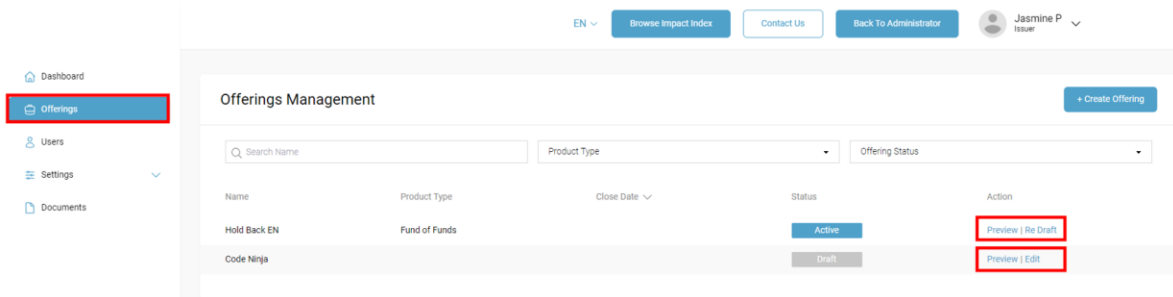 EN Browse Impact Index Contact Us Back To Administrator Jasmine P
Issuer
Dashboard
Offerings
Users
Settings
Documents
Offerings Management + Create Offering
Search Name Product Type Offering Status
Name Product Type Close Date Status Action
Hold Back EN Fund of Funds Active Preview | Re Draft
Code Ninja Draft Preview | Edit